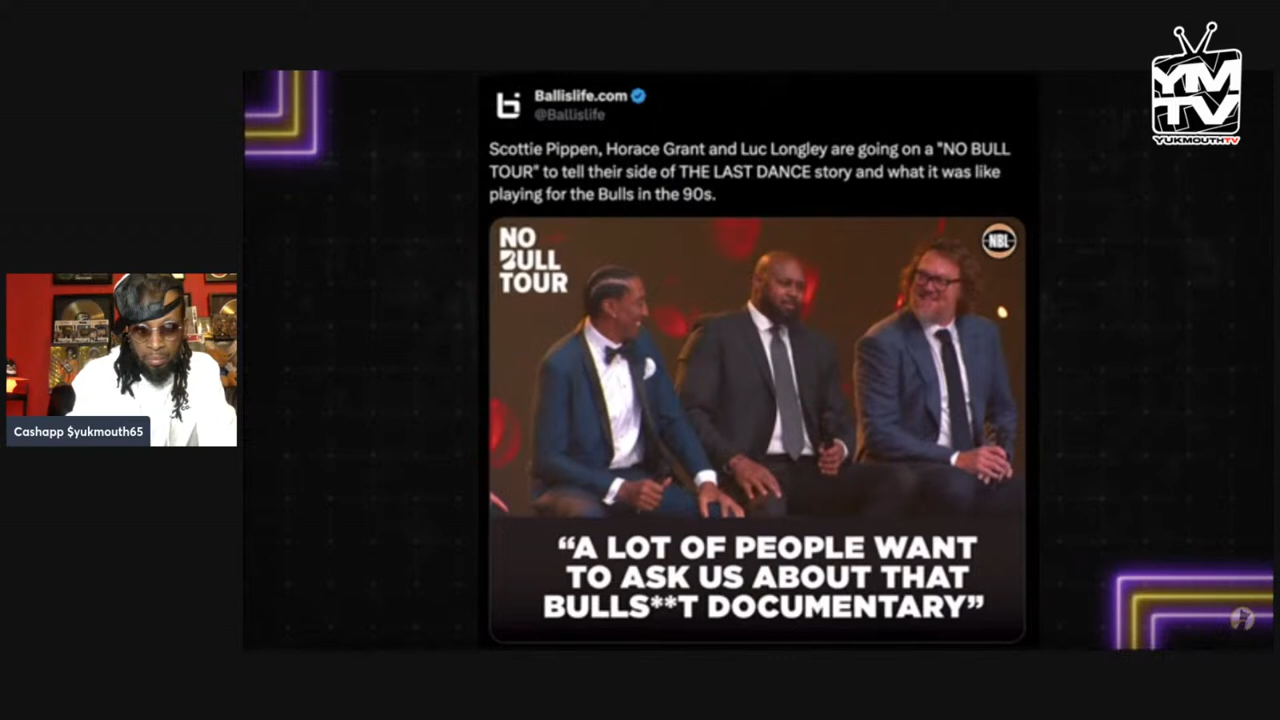 YM
TV
YUKMOUTHTV
Ballislife.com
@Ballislife
Scottie Pippen, Horace Grant and Luc Longley are going on a "NO BULL
TOUR" to tell their side of THE LAST DANCE story and what it was like
playing for the Bulls in the 90s.
NO
BULL
TOUR
NBL
Cashapp $yukmouth65
“A LOT OF PEOPLE WANT
TO ASK US ABOUT THAT
BULLS**T DOCUMENTARY”